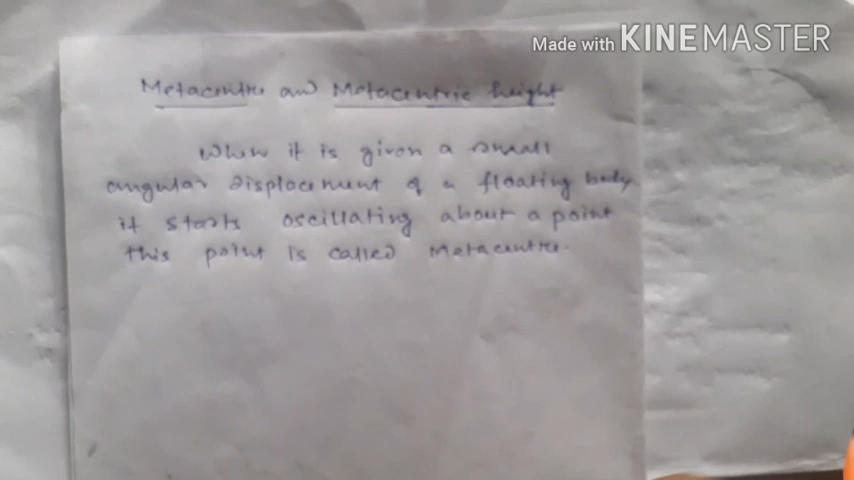 Made with KINEMASTER
Metacentre and Metacentric height
When it is given a small
angular displacement of a floating body
it starts oscillating about a point
this point is called Metacentre.